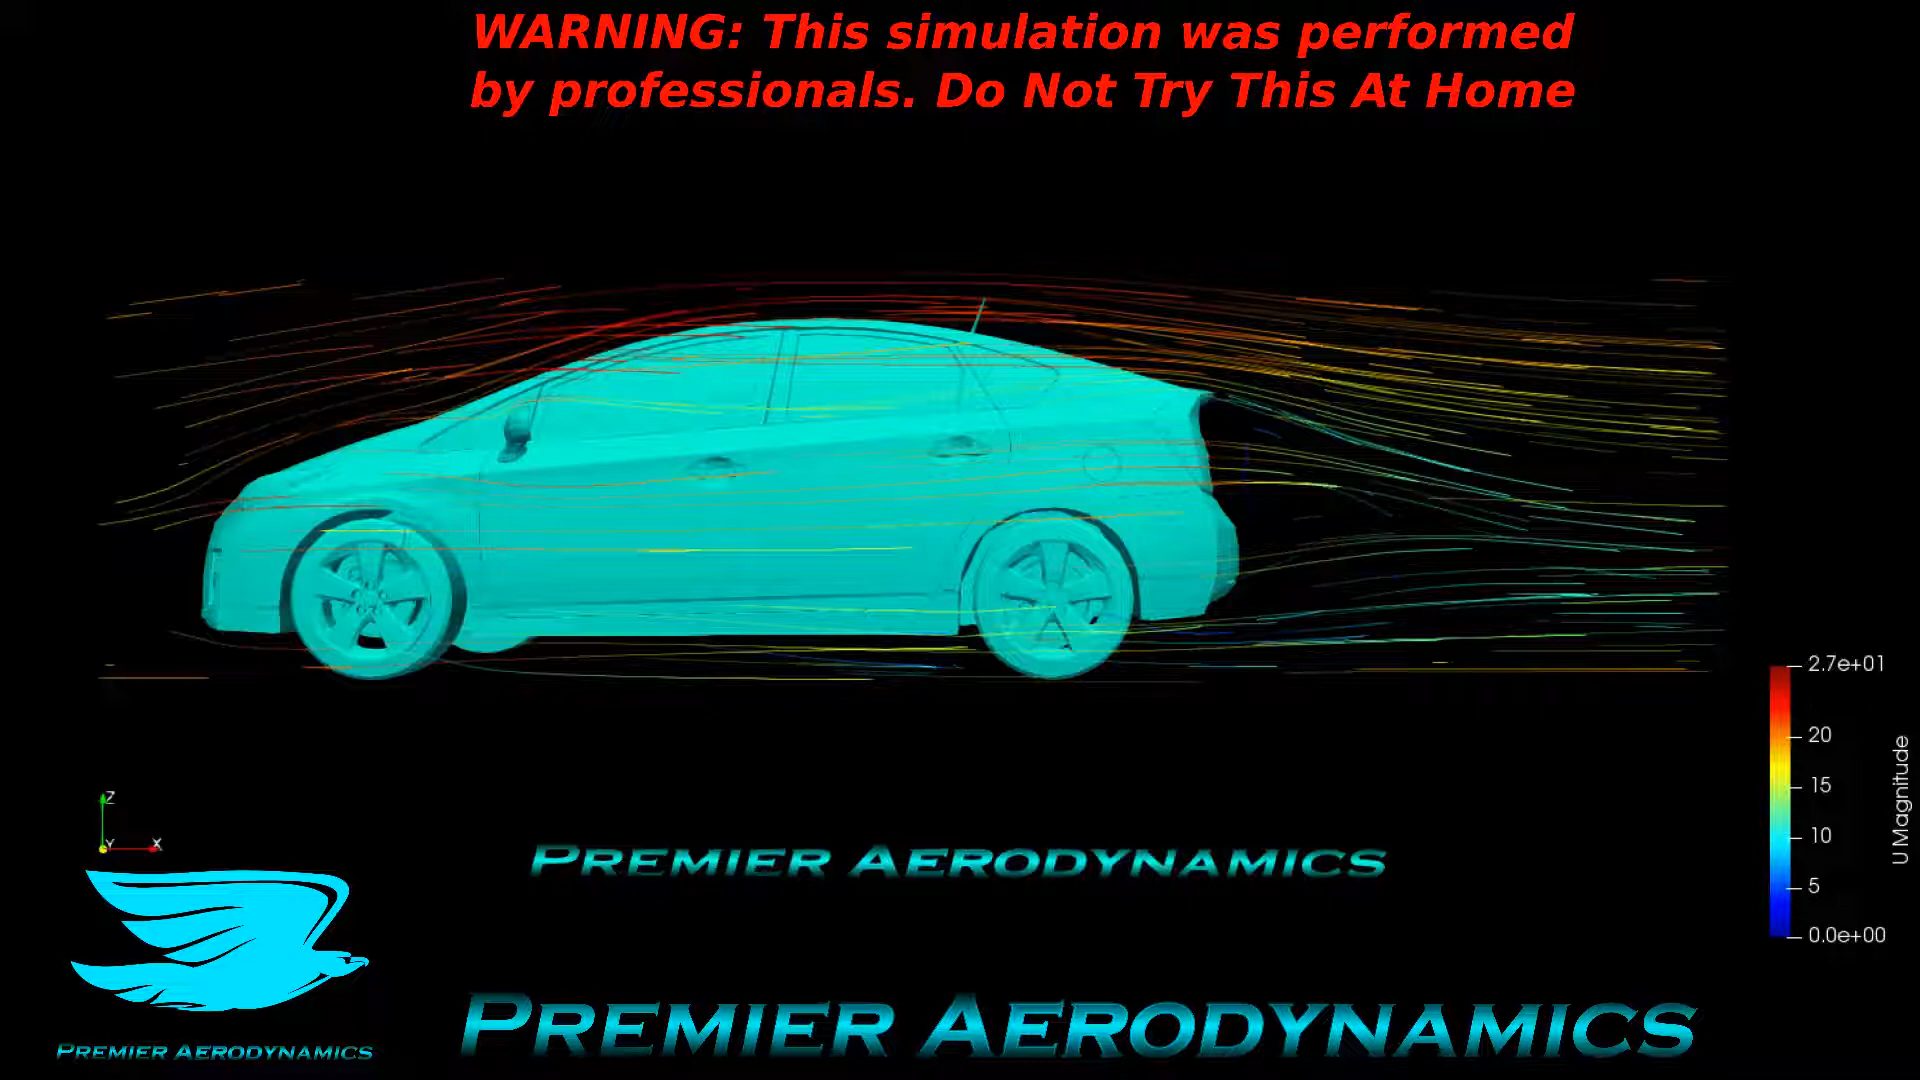 WARNING: This simulation was performed
by professionals. Do Not Try This At Home
2.7e+01
20
15
10
5
0.0e+00
U Magnitude
Z
Y
X
PREMIER AERODYNAMICS
PREMIER AERODYNAMICS
PREMIER AERODYNAMICS